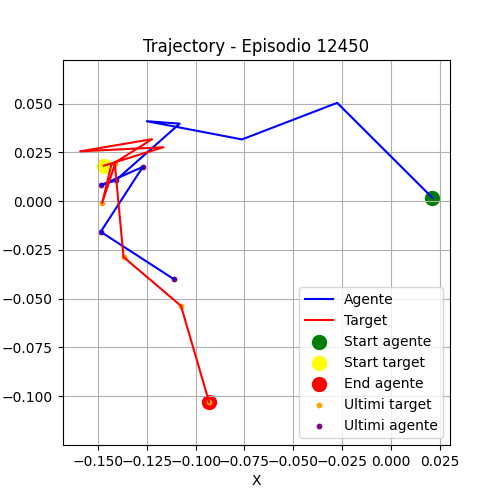 Trajectory - Episodio 12450
0.050
0.025
0.000
−0.025
−0.050
−0.075
−0.100
Agente
Target
Start agente
Start target
End agente
Ultimi target
Ultimi agente
−0.150 −0.125 −0.100 −0.075 −0.050 −0.025 0.000 0.025
X